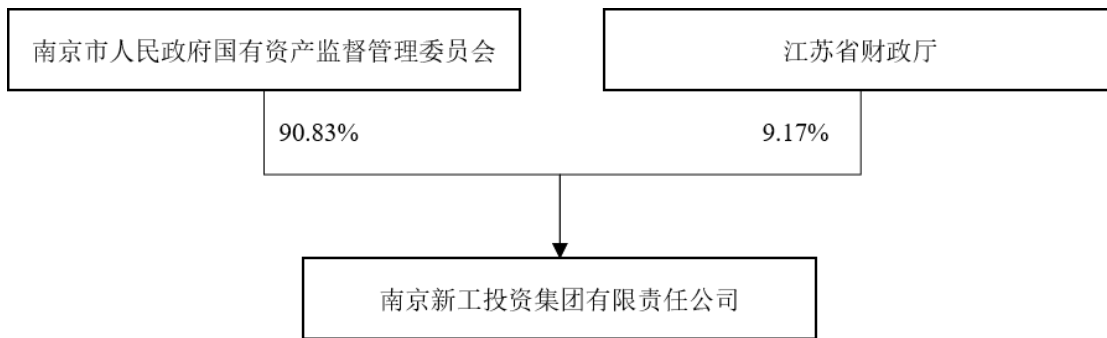 南京市人民政府国有资产监督管理委员会
江苏省财政厅
90.83%
9.17%
南京新工投资集团有限责任公司